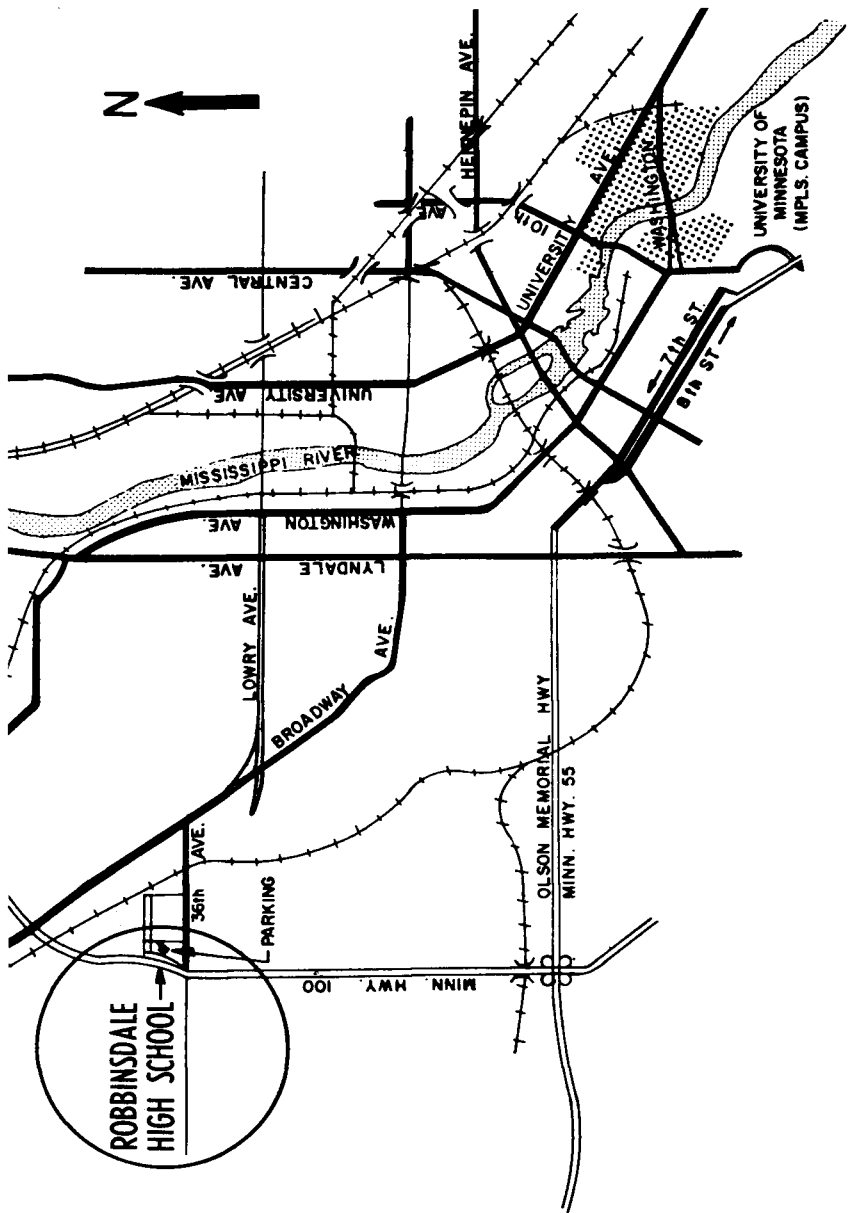 N
HENNEPIN AVE.
CENTRAL AVE.
10th AVE
UNIVERSITY AVE.
WASHINGTON
UNIVERSITY OF
MINNESOTA
(MPLS. CAMPUS)
UNIVERSITY AVE
MISSISSIPPI RIVER
7th ST.
8th ST
WASHINGTON AVE.
LYNDALE AVE.
LOWRY AVE.
BROADWAY AVE.
OLSON MEMORIAL HWY
MINN. HWY. 55
36th AVE.
PARKING
MINN. HWY. 100
ROBBINSDALE
HIGH SCHOOL